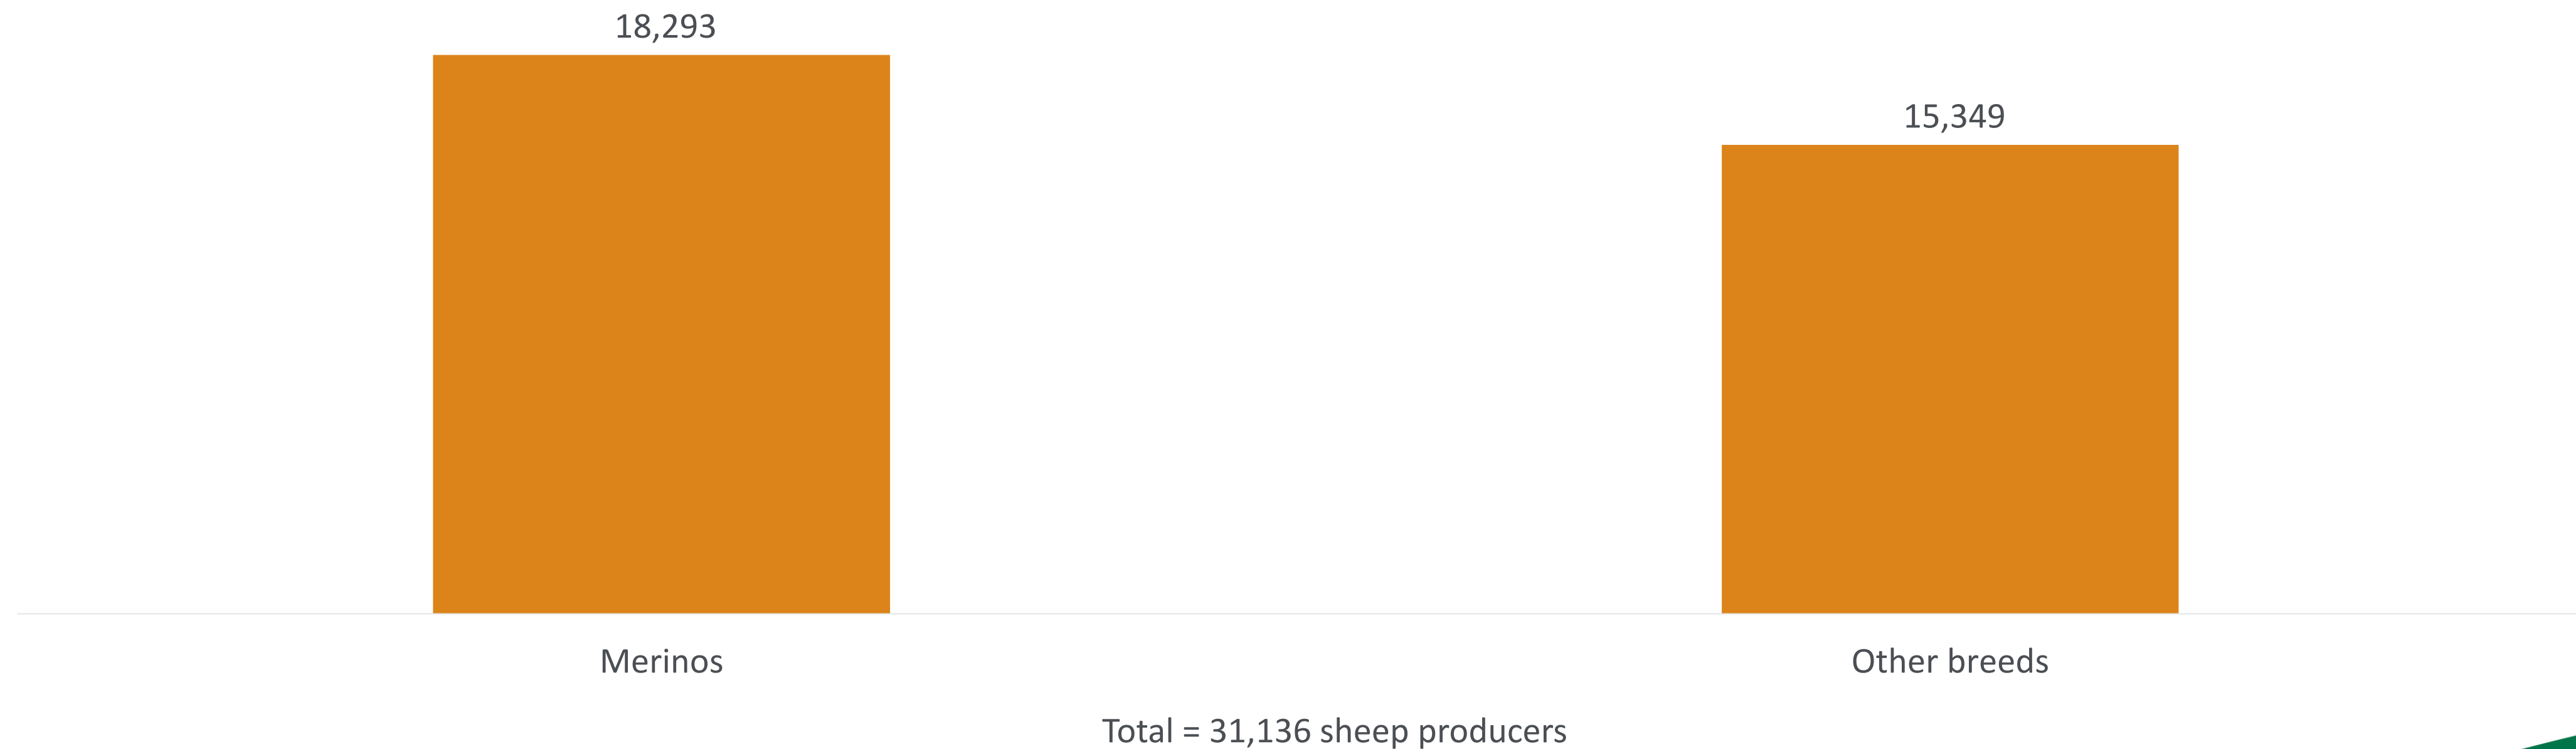 18,293
15,349
Merinos
Other breeds
Total = 31,136 sheep producers